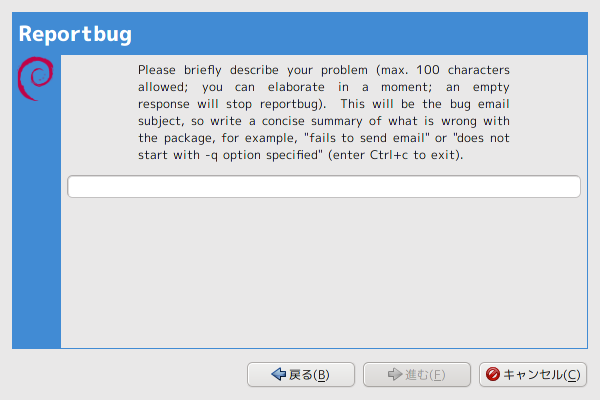 Reportbug
Please briefly describe your problem (max. 100 characters
allowed; you can elaborate in a moment; an empty
response will stop reportbug). This will be the bug email
subject, so write a concise summary of what is wrong with
the package, for example, "fails to send email" or "does not
start with -q option specified" (enter Ctrl+c to exit).
戻る(B) 進む(F) キャンセル(C)